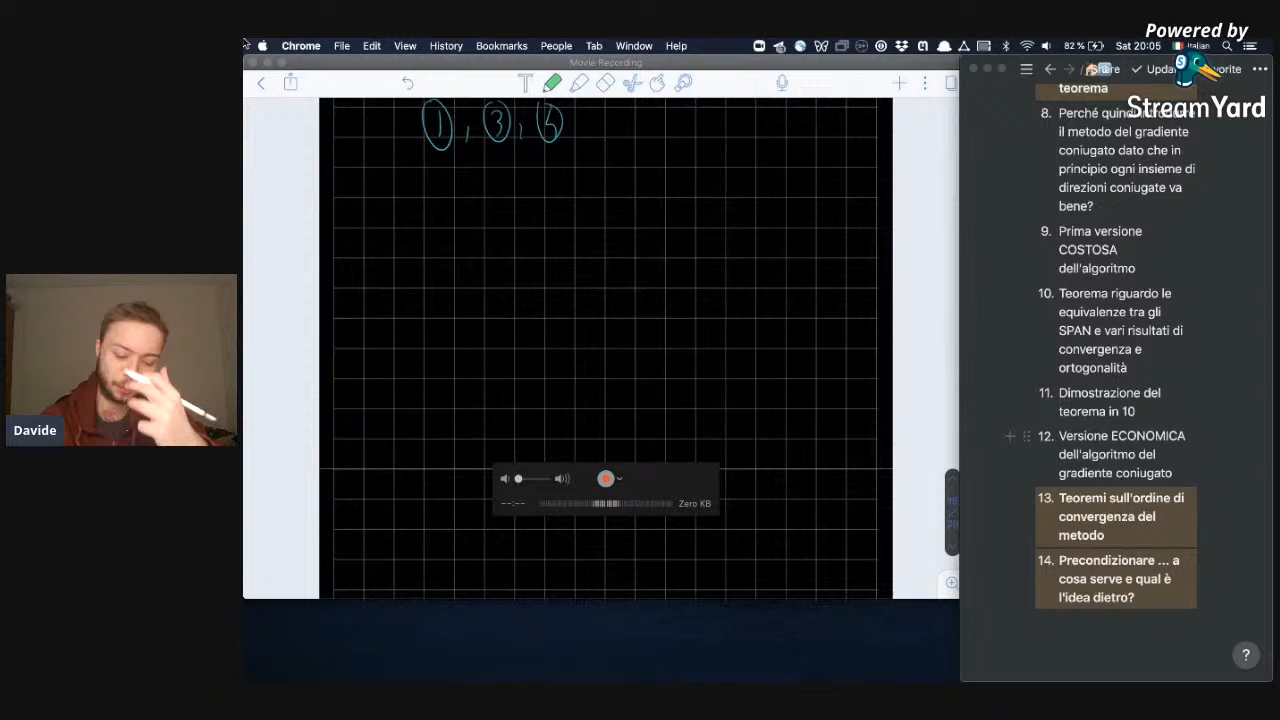 Powered by
StreamYard
Chrome File Edit View History Bookmarks People Tab Window Help
82 % Sat 20:05 Italian
Movie Recording
1, 3, 5
Zero KB
--:--
Davide
teorema
8. Perché quindi
il metodo del gradiente
coniugato dato che in
principio ogni insieme di
direzioni coniugate va
bene?
9. Prima versione
COSTOSA
dell'algoritmo
10. Teorema riguardo le
equivalenze tra gli
SPAN e vari risultati di
convergenza e
ortogonalità
11. Dimostrazione del
teorema in 10
12. Versione ECONOMICA
dell'algoritmo del
gradiente coniugato
13. Teoremi sull'ordine di
convergenza del
metodo
14. Precondizionare ... a
cosa serve e qual è
l'idea dietro?
?